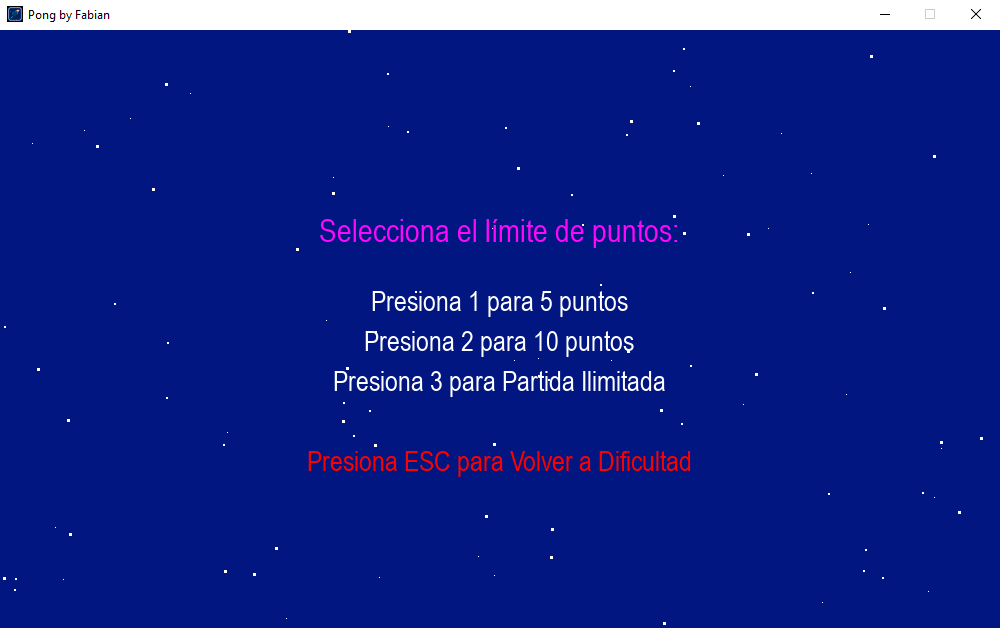 Pong by Fabian
Selecciona el límite de puntos:
Presiona 1 para 5 puntos
Presiona 2 para 10 puntos
Presiona 3 para Partida Ilimitada
Presiona ESC para Volver a Dificultad